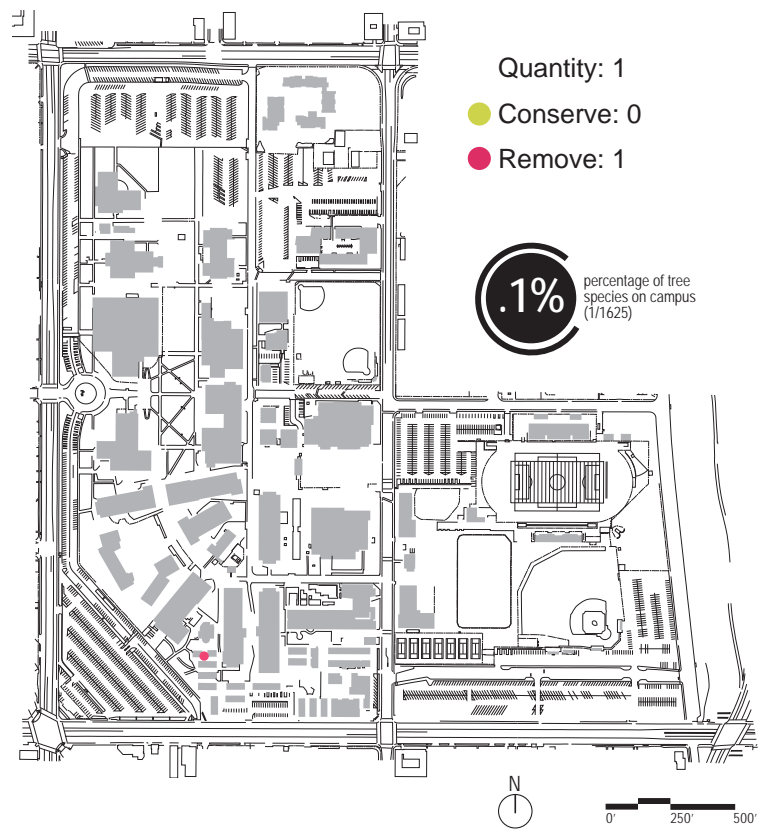 Quantity: 1
Conserve: 0
Remove: 1
.1%
percentage of tree
species on campus
(1/1625)
N
0' 250' 500'